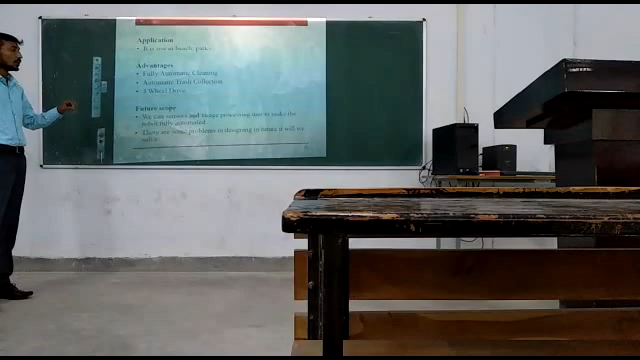 Application
• It is use in beach, parks.
Advantages
• Fully Automatic Cleaning
• Automatic Trash Collection
• 4 Wheel Drive
Future scope
• We can sensors and image processing use to make the
robot fully automated
• There are some problems in designing in future it will we
solve